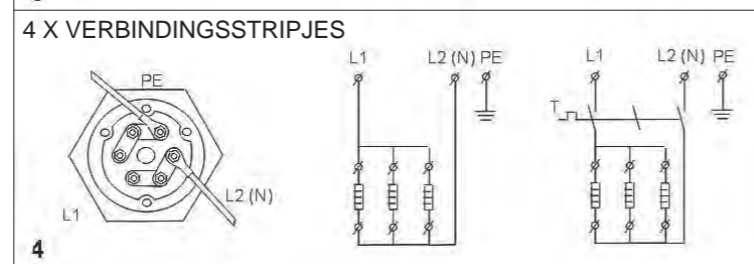 4 X VERBINDINGSSTRIPJES
PE
L2 (N)
L1
L1 L2 (N) PE
L1 L2 (N) PE
T
4